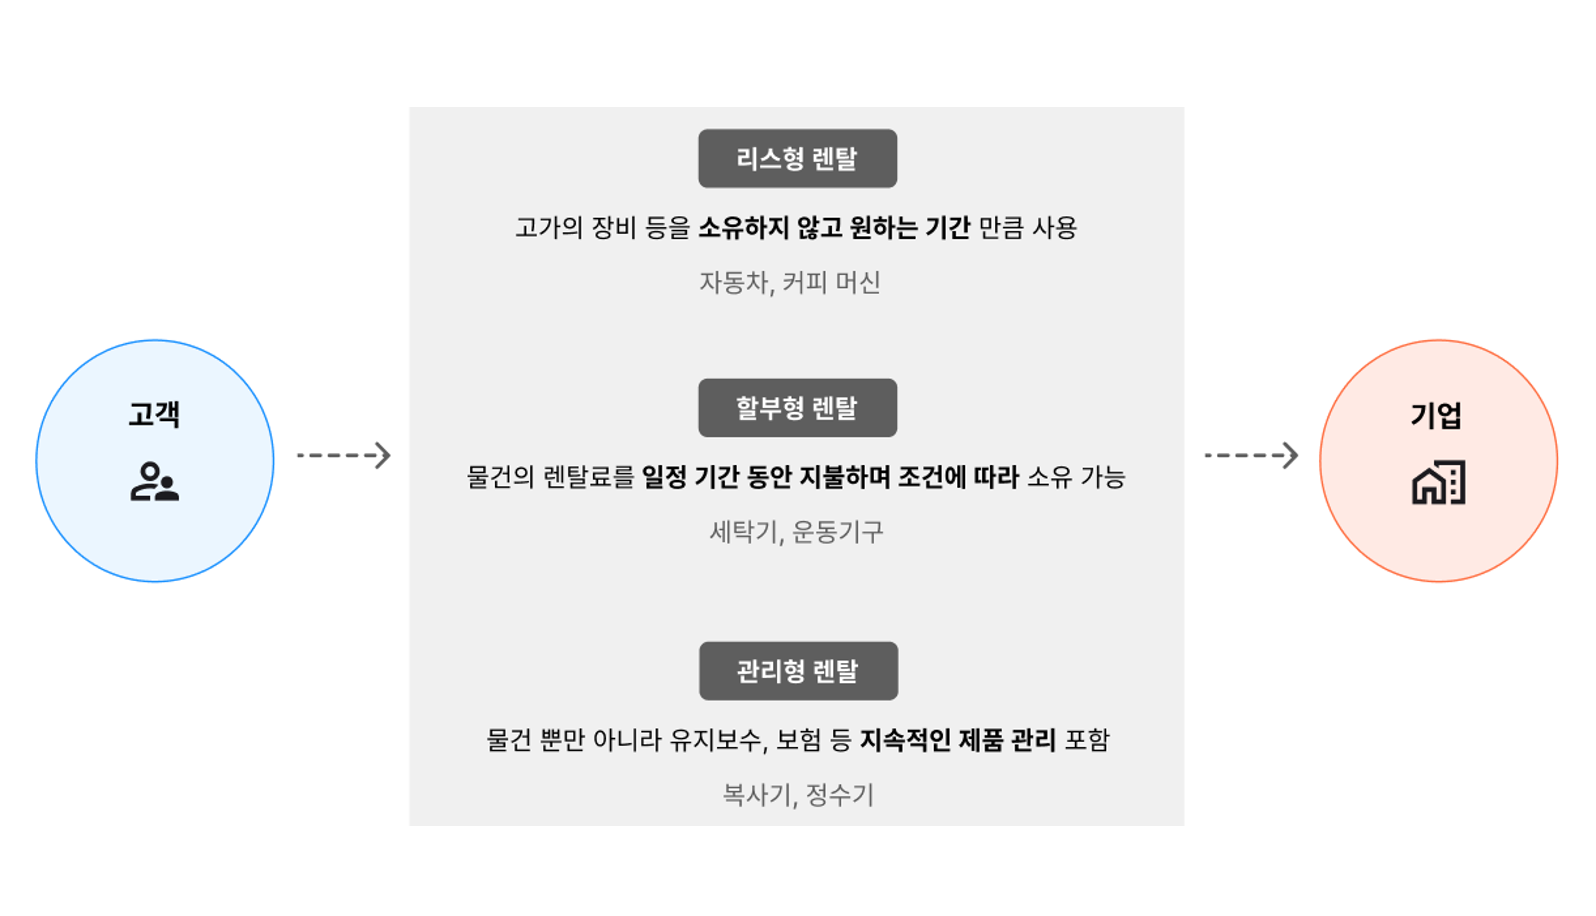 리스형 렌탈
고가의 장비 등을 소유하지 않고 원하는 기간 만큼 사용
자동차, 커피 머신
고객
할부형 렌탈
물건의 렌탈료를 일정 기간 동안 지불하며 조건에 따라 소유 가능
세탁기, 운동기구
기업
관리형 렌탈
물건 뿐만 아니라 유지보수, 보험 등 지속적인 제품 관리 포함
복사기, 정수기